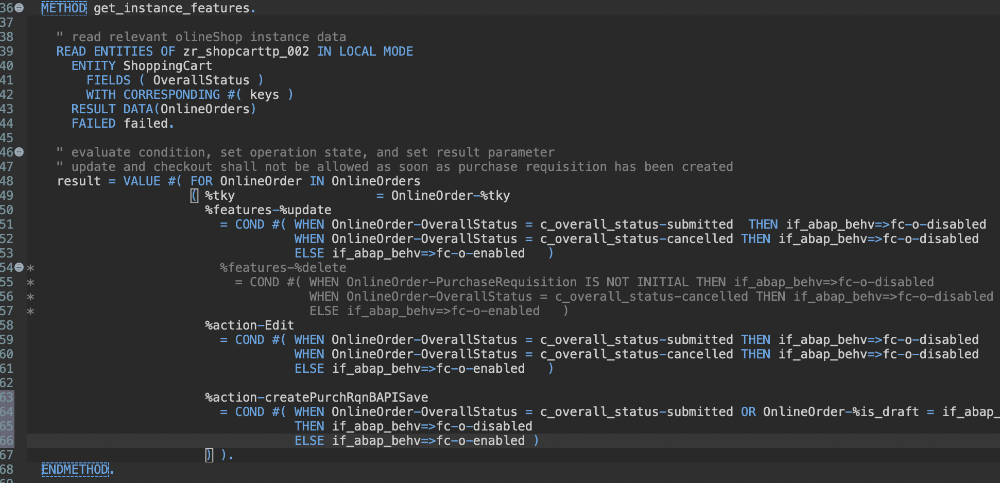 36 METHOD get_instance_features.
37
38 " read relevant olineShop instance data
39 READ ENTITIES OF zr_shopcarttp_002 IN LOCAL MODE
40 ENTITY ShoppingCart
41 FIELDS ( OverallStatus )
42 WITH CORRESPONDING #( keys )
43 RESULT DATA(OnlineOrders)
44 FAILED failed.
45
46 " evaluate condition, set operation state, and set result parameter
47 " update and checkout shall not be allowed as soon as purchase requisition has been created
48 result = VALUE #( FOR OnlineOrder IN OnlineOrders
49 ( %tky = OnlineOrder-%tky
50 %features-%update
51 = COND #( WHEN OnlineOrder-OverallStatus = c_overall_status-submitted THEN if_abap_behv=>fc-o-disabled
52 WHEN OnlineOrder-OverallStatus = c_overall_status-cancelled THEN if_abap_behv=>fc-o-disabled
53 ELSE if_abap_behv=>fc-o-enabled )
54 * %features-%delete
55 * = COND #( WHEN OnlineOrder-PurchaseRequisition IS NOT INITIAL THEN if_abap_behv=>fc-o-disabled
56 * WHEN OnlineOrder-OverallStatus = c_overall_status-cancelled THEN if_abap_behv=>fc-o-disabled
57 * ELSE if_abap_behv=>fc-o-enabled )
58 %action-Edit
59 = COND #( WHEN OnlineOrder-OverallStatus = c_overall_status-submitted THEN if_abap_behv=>fc-o-disabled
60 WHEN OnlineOrder-OverallStatus = c_overall_status-cancelled THEN if_abap_behv=>fc-o-disabled
61 ELSE if_abap_behv=>fc-o-enabled )
62
63 %action-createPurchRqnBAPISave
64 = COND #( WHEN OnlineOrder-OverallStatus = c_overall_status-submitted OR OnlineOrder-%is_draft = if_abap_
65 THEN if_abap_behv=>fc-o-disabled
66 ELSE if_abap_behv=>fc-o-enabled )
67 ) ).
68 ENDMETHOD.